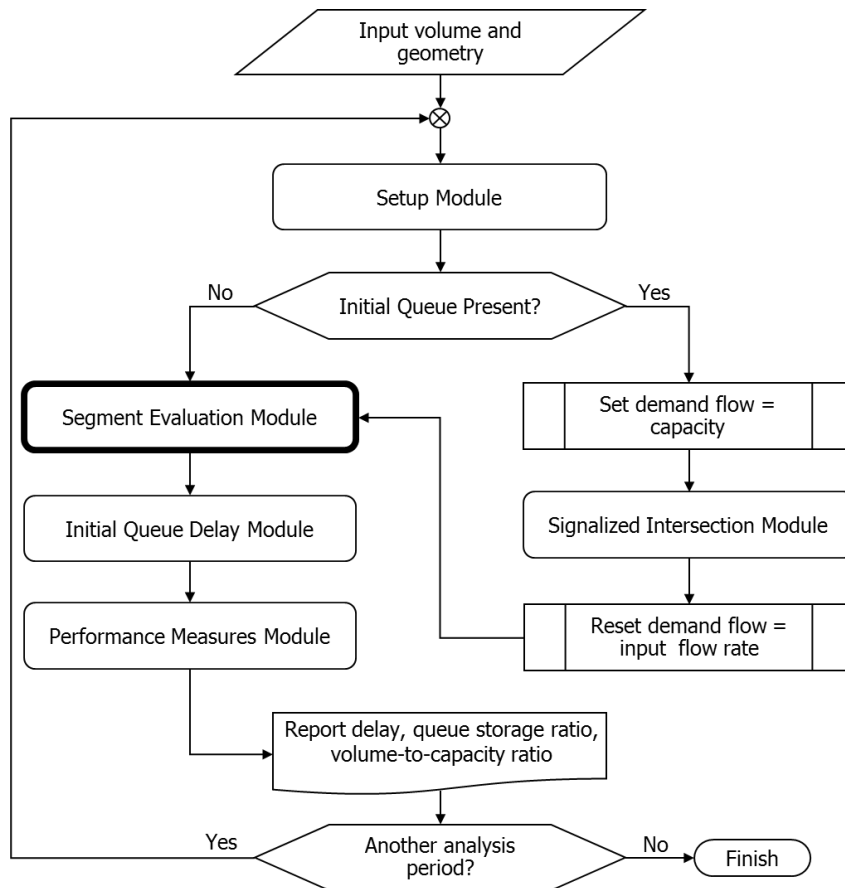 Input volume and
geometry
Setup Module
No
Initial Queue Present?
Yes
Segment Evaluation Module
Set demand flow =
capacity
Initial Queue Delay Module
Signalized Intersection Module
Performance Measures Module
Reset demand flow =
input flow rate
Report delay, queue storage ratio,
volume-to-capacity ratio
Yes
Another analysis
period?
No
Finish